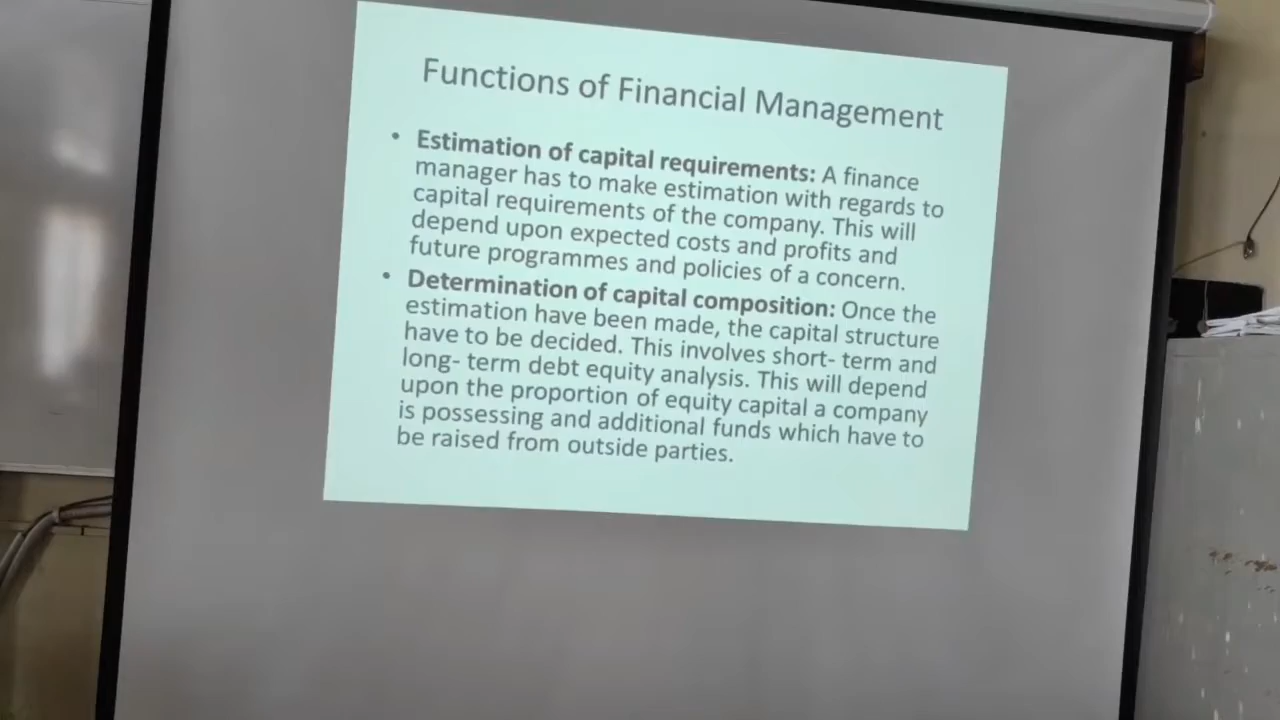 Functions of Financial Management
• Estimation of capital requirements: A finance
manager has to make estimation with regards to
capital requirements of the company. This will
depend upon expected costs and profits and
future programmes and policies of a concern.
• Determination of capital composition: Once the
estimation have been made, the capital structure
have to be decided. This involves short- term and
long- term debt equity analysis. This will depend
upon the proportion of equity capital a company
is possessing and additional funds which have to
be raised from outside parties.